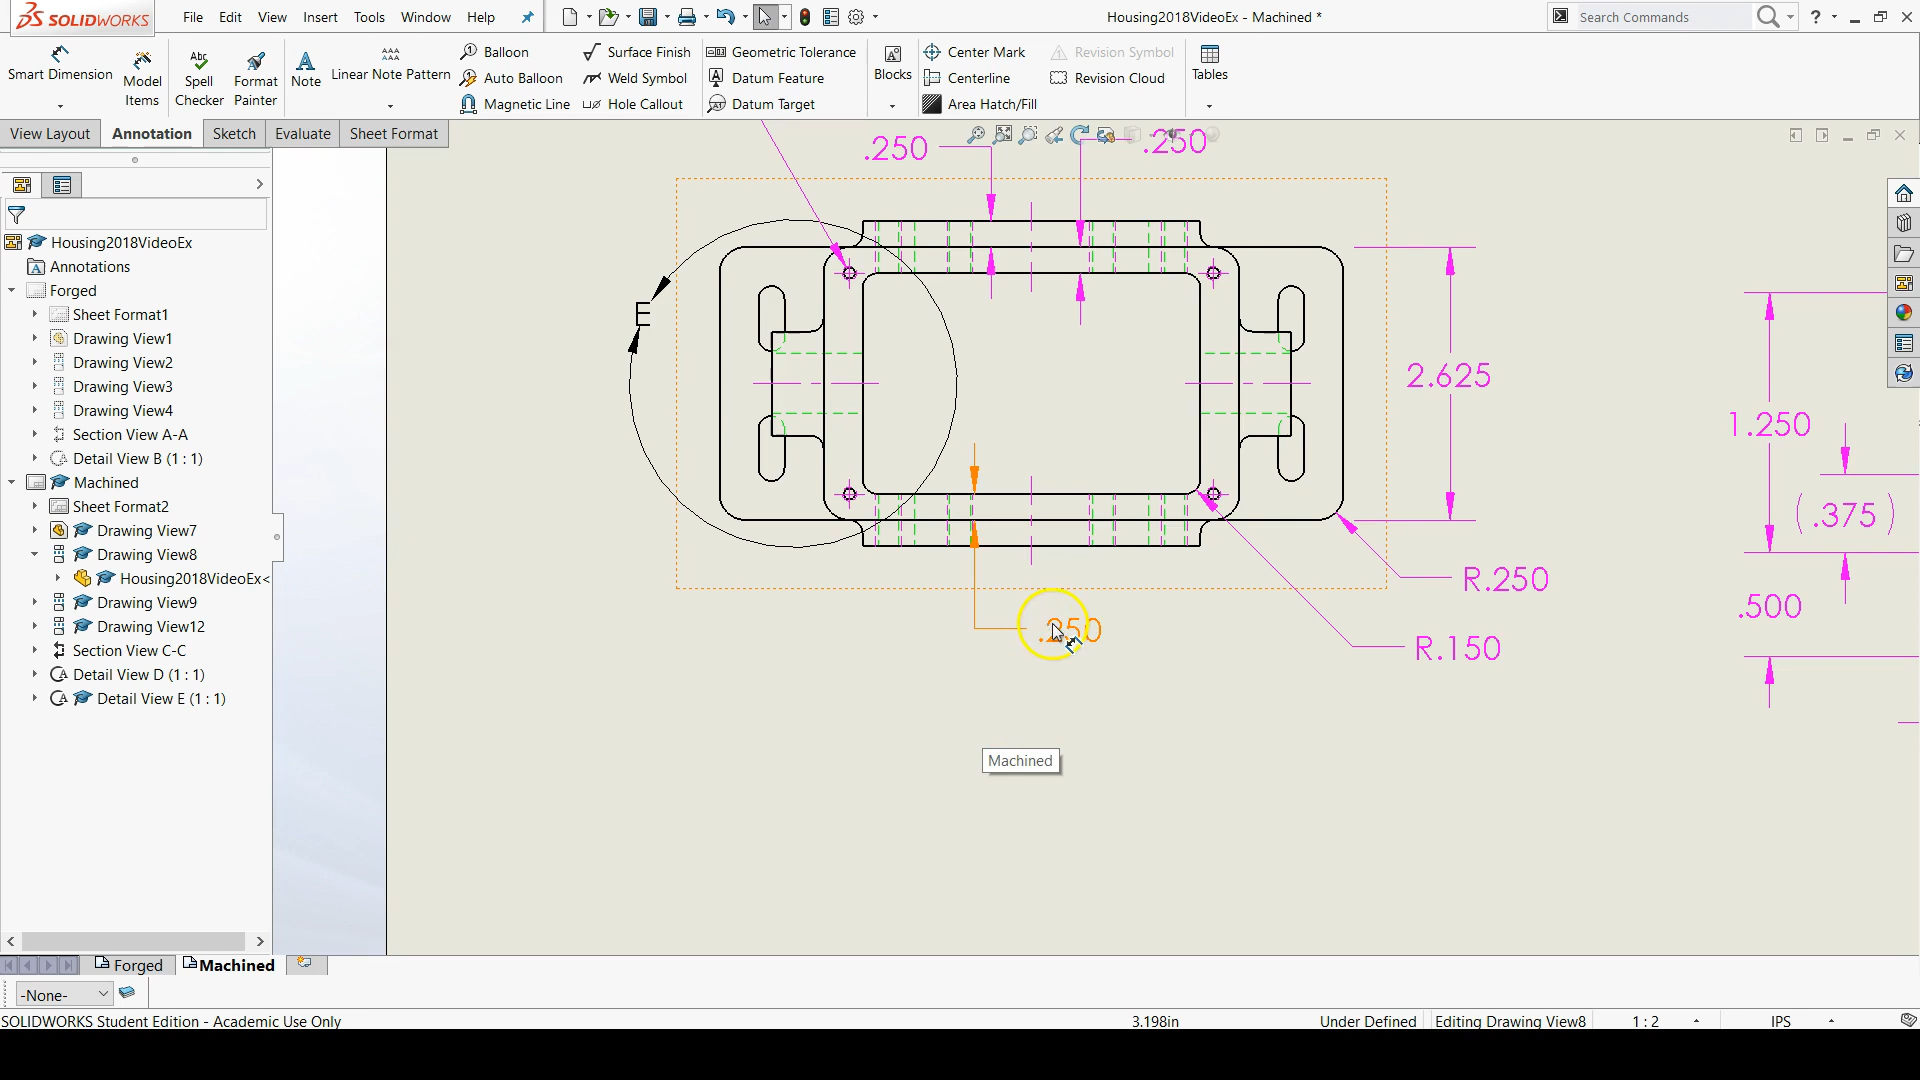 SOLIDWORKS
File Edit View Insert Tools Window Help
Housing2018VideoEx - Machined *
Search Commands
?
Smart Dimension
Model Items
Spell Checker
Format Painter
Note
Linear Note Pattern
Balloon
Auto Balloon
Magnetic Line
Surface Finish
Weld Symbol
Hole Callout
Geometric Tolerance
Datum Feature
Datum Target
Blocks
Center Mark
Centerline
Area Hatch/Fill
Revision Symbol
Revision Cloud
Tables
View Layout Annotation Sketch Evaluate Sheet Format
Housing2018VideoEx
Annotations
Forged
Sheet Format1
Drawing View1
Drawing View2
Drawing View3
Drawing View4
Section View A-A
Detail View B (1 : 1)
Machined
Sheet Format2
Drawing View7
Drawing View8
Housing2018VideoEx<
Drawing View9
Drawing View12
Section View C-C
Detail View D (1 : 1)
Detail View E (1 : 1)
.250
.250
E
2.625
1.250
(.375)
R.250
.500
.250
R.150
Machined
Forged Machined
-None-
SOLIDWORKS Student Edition - Academic Use Only
3.198in Under Defined Editing Drawing View8 1 : 2 IPS